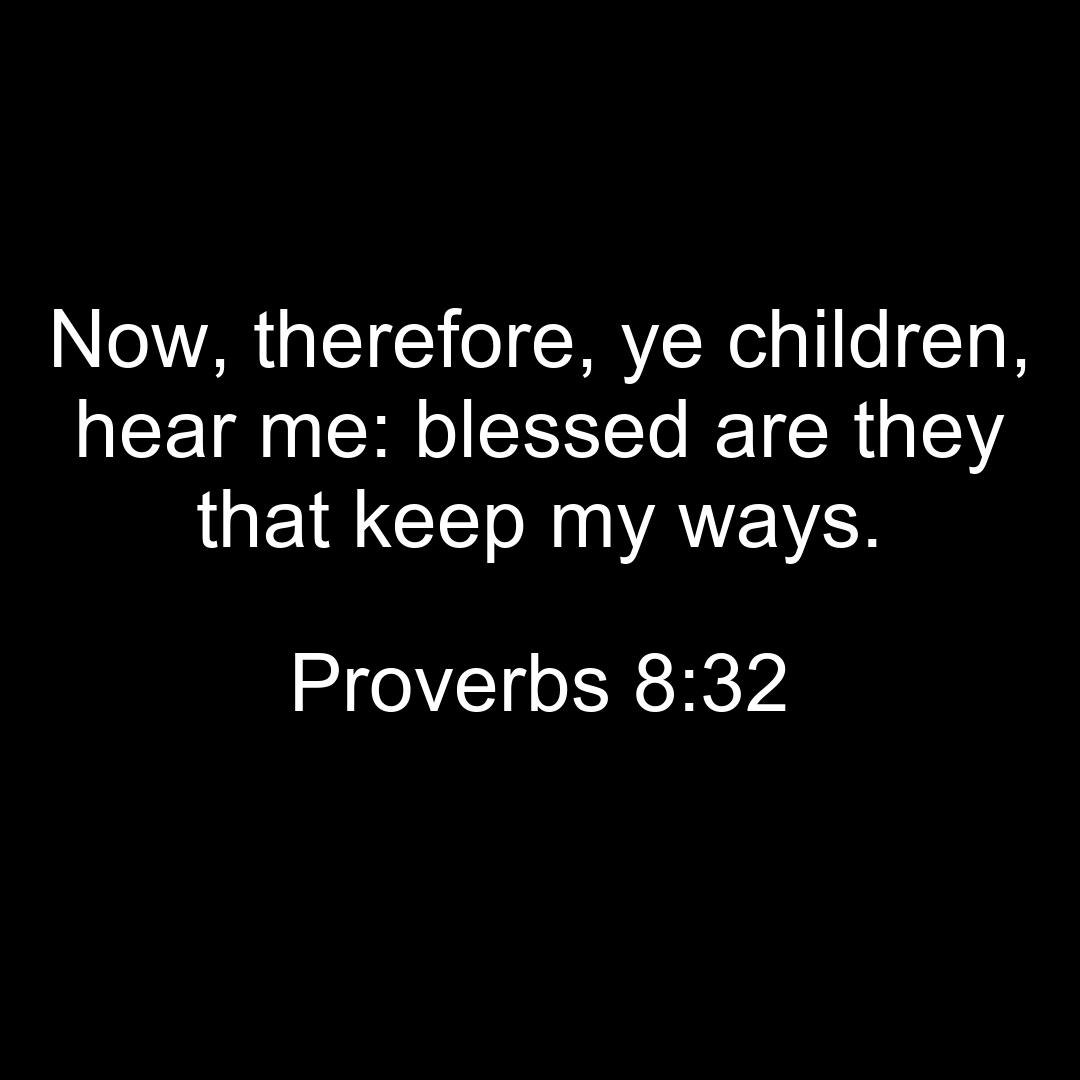 Now, therefore, ye children,
hear me: blessed are they
that keep my ways.
Proverbs 8:32